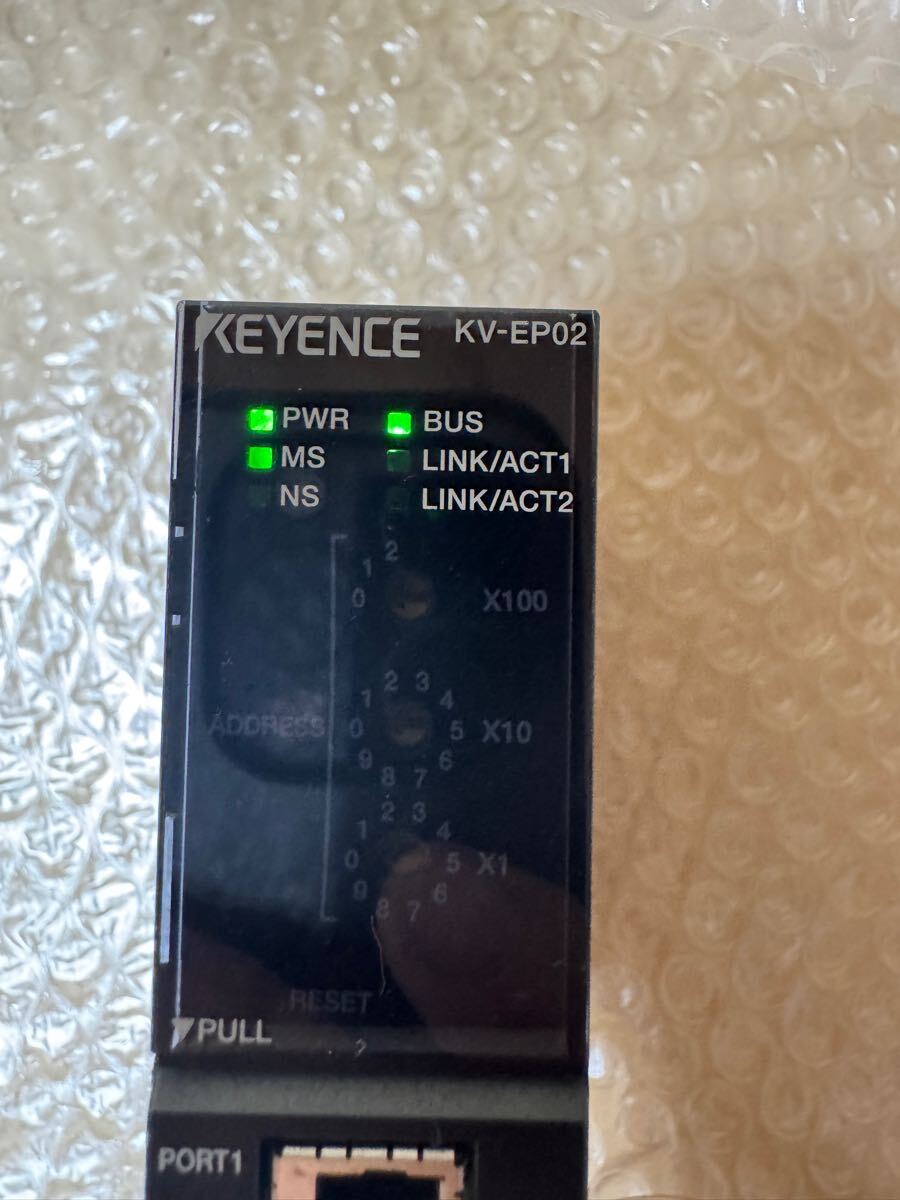 KEYENCE KV-EP02
PWR BUS
MS LINK/ACT1
NS LINK/ACT2
2
1
0 X100
2 3
1 4
ADDRESS 0 5 X10
9 6
8 7
2 3
1 4
0 5 X1
9 6
8 7
RESET
PULL
PORT1